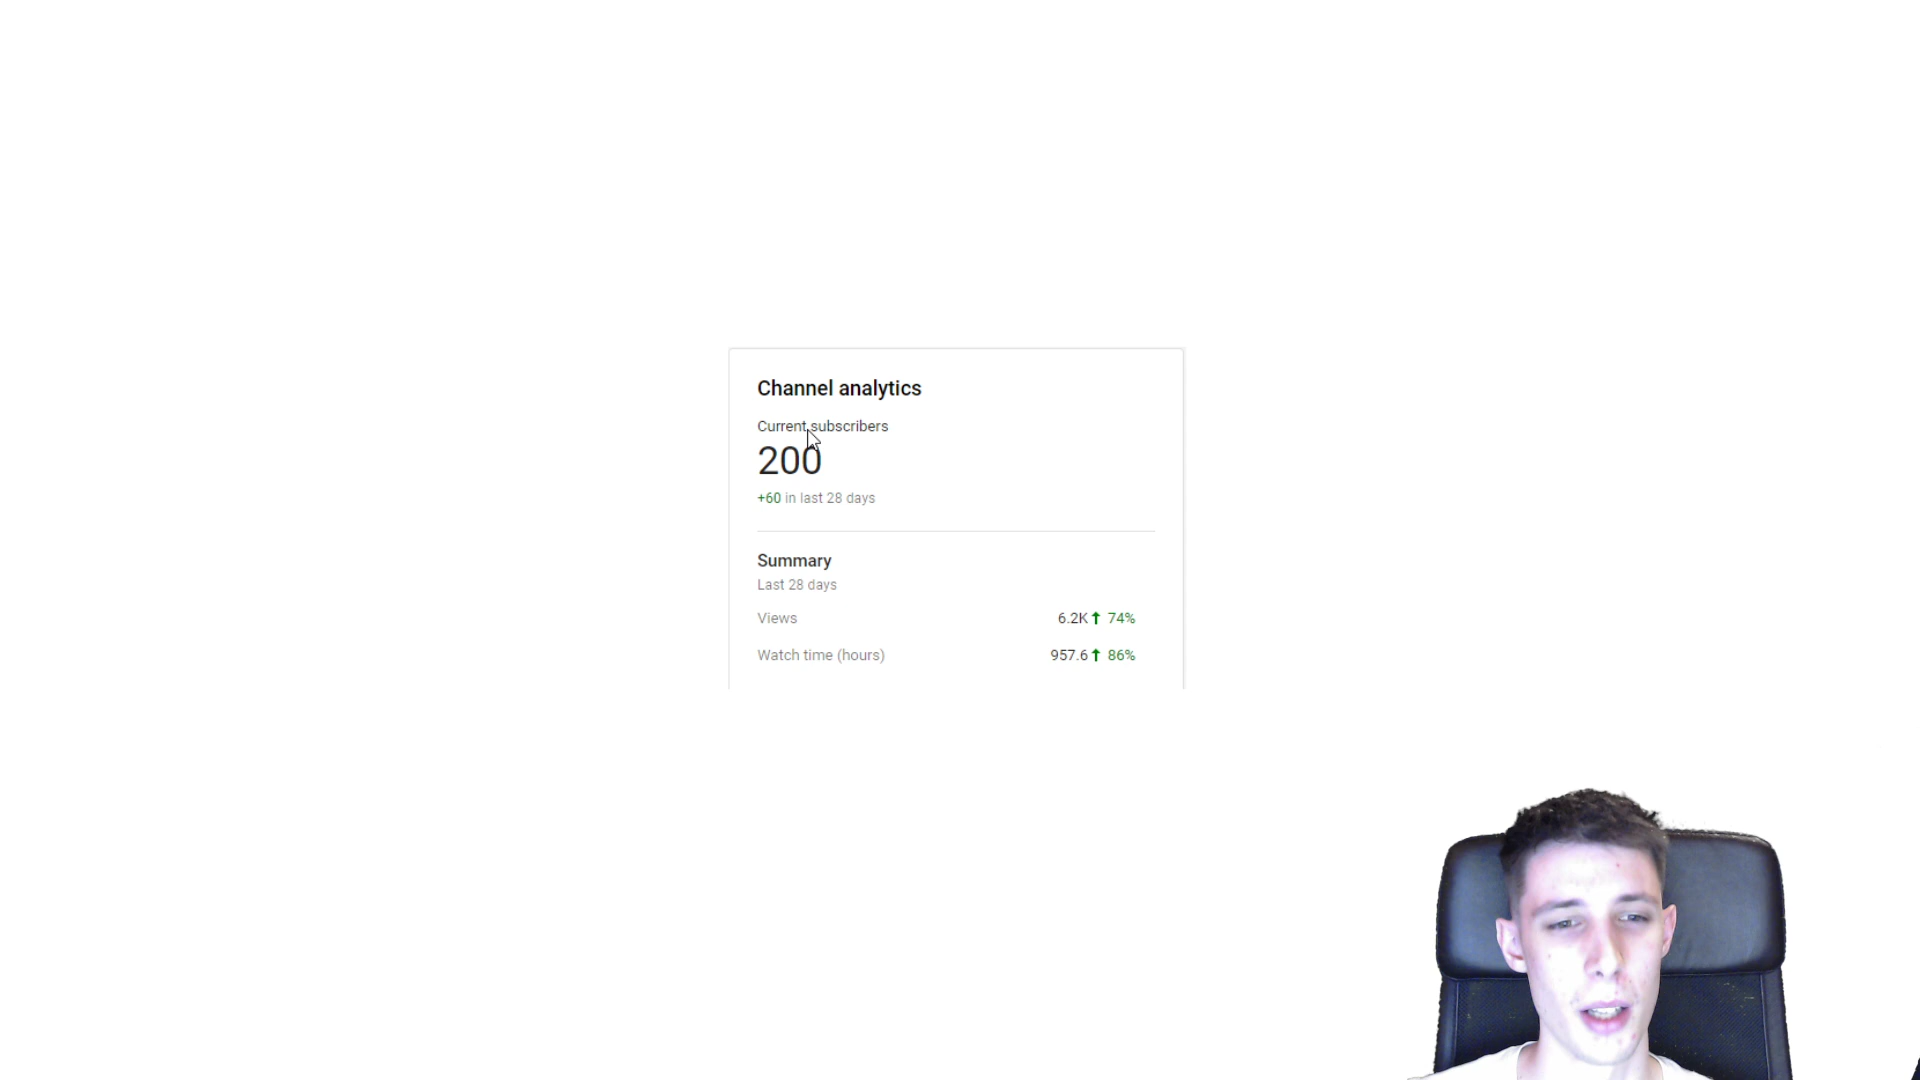 Channel analytics
Current subscribers
200
+60 in last 28 days
Summary
Last 28 days
Views 6.2K 74%
Watch time (hours) 957.6 86%